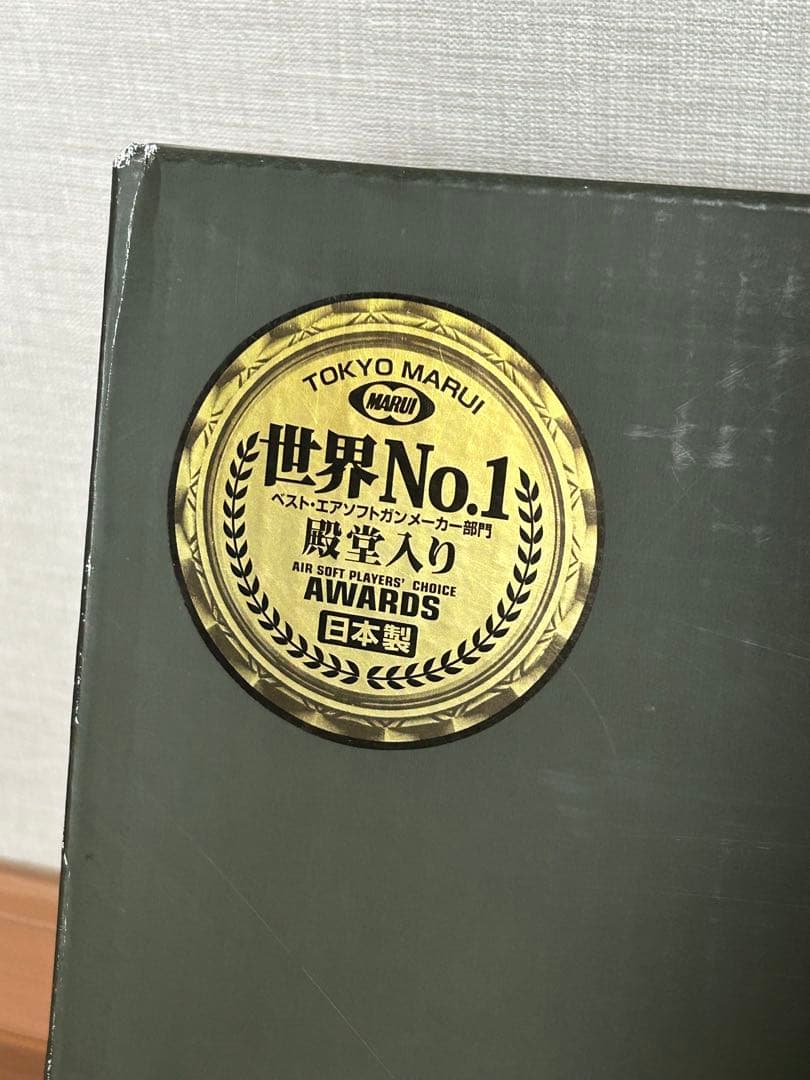 TOKYO MARUI
MARUI
世界No.1
ベスト・エアソフトガンメーカー部門
殿堂入り
AIR SOFT PLAYERS' CHOICE
AWARDS
日本製